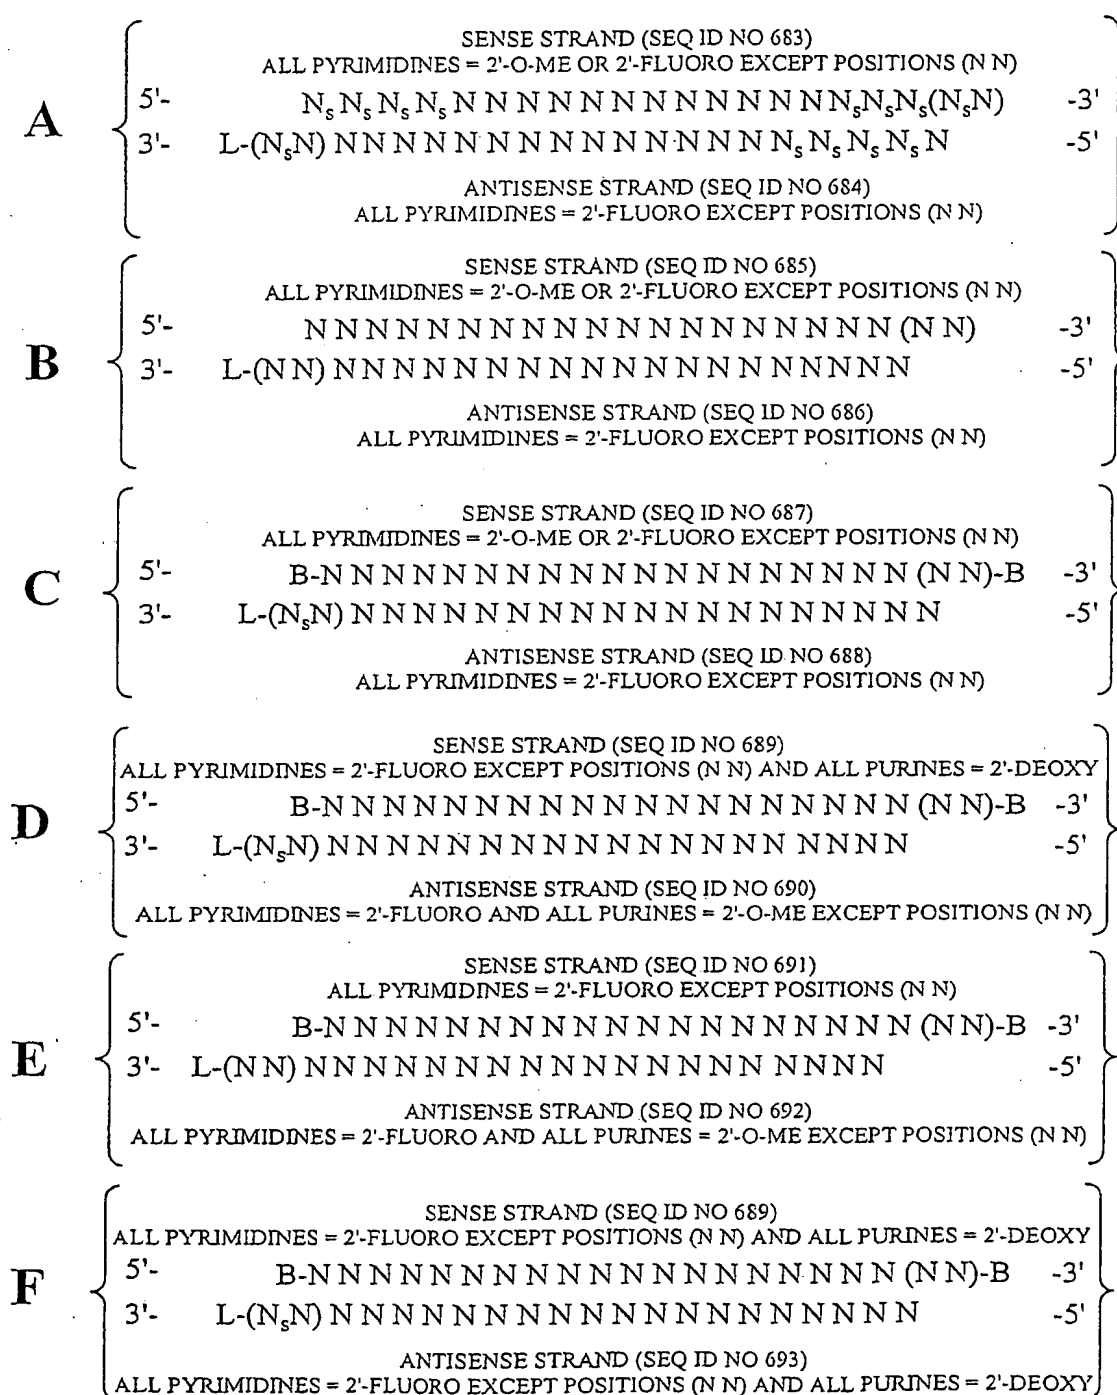 A
SENSE STRAND (SEQ ID NO 683)
ALL PYRIMIDINES = 2'-O-ME OR 2'-FLUORO EXCEPT POSITIONS (N N)
5'- NₛNₛNₛNₛN N N N N N N N N N N N NₛNₛNₛ(NₛN) -3'
3'- L-(NₛN) N N N N N N N N N N N N N N NₛNₛNₛNₛN -5'
ANTISENSE STRAND (SEQ ID NO 684)
ALL PYRIMIDINES = 2'-FLUORO EXCEPT POSITIONS (N N)
B
SENSE STRAND (SEQ ID NO 685)
ALL PYRIMIDINES = 2'-O-ME OR 2'-FLUORO EXCEPT POSITIONS (N N)
5'- N N N N N N N N N N N N N N N N N N N (N N) -3'
3'- L-(N N) N N N N N N N N N N N N N N N N N N N -5'
ANTISENSE STRAND (SEQ ID NO 686)
ALL PYRIMIDINES = 2'-FLUORO EXCEPT POSITIONS (N N)
C
SENSE STRAND (SEQ ID NO 687)
ALL PYRIMIDINES = 2'-O-ME OR 2'-FLUORO EXCEPT POSITIONS (N N)
5'- B-N N N N N N N N N N N N N N N N N N N (N N)-B -3'
3'- L-(NₛN) N N N N N N N N N N N N N N N N N N N -5'
ANTISENSE STRAND (SEQ ID NO 688)
ALL PYRIMIDINES = 2'-FLUORO EXCEPT POSITIONS (N N)
D
SENSE STRAND (SEQ ID NO 689)
ALL PYRIMIDINES = 2'-FLUORO EXCEPT POSITIONS (N N) AND ALL PURINES = 2'-DEOXY
5'- B-N N N N N N N N N N N N N N N N N N N (N N)-B -3'
3'- L-(NₛN) N N N N N N N N N N N N N N N N N N N -5'
ANTISENSE STRAND (SEQ ID NO 690)
ALL PYRIMIDINES = 2'-FLUORO AND ALL PURINES = 2'-O-ME EXCEPT POSITIONS (N N)
E
SENSE STRAND (SEQ ID NO 691)
ALL PYRIMIDINES = 2'-FLUORO EXCEPT POSITIONS (N N)
5'- B-N N N N N N N N N N N N N N N N N N N (N N)-B -3'
3'- L-(N N) N N N N N N N N N N N N N N N N N N N -5'
ANTISENSE STRAND (SEQ ID NO 692)
ALL PYRIMIDINES = 2'-FLUORO AND ALL PURINES = 2'-O-ME EXCEPT POSITIONS (N N)
F
SENSE STRAND (SEQ ID NO 689)
ALL PYRIMIDINES = 2'-FLUORO EXCEPT POSITIONS (N N) AND ALL PURINES = 2'-DEOXY
5'- B-N N N N N N N N N N N N N N N N N N N (N N)-B -3'
3'- L-(NₛN) N N N N N N N N N N N N N N N N N N N -5'
ANTISENSE STRAND (SEQ ID NO 693)
ALL PYRIMIDINES = 2'-FLUORO EXCEPT POSITIONS (N N) AND ALL PURINES = 2'-DEOXY